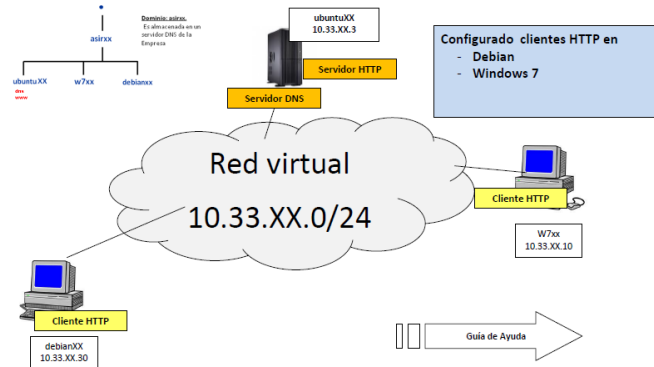 Dominio: asirxx.
Es almacenada en un
servidor DNS de la
Empresa
asirxx
ubuntuXX
w7xx
debianxx
dns
www
ubuntuXX
10.33.XX.3
Servidor HTTP
Servidor DNS
Configurado clientes HTTP en
- Debian
- Windows 7
Red virtual
10.33.XX.0/24
Cliente HTTP
W7xx
10.33.XX.10
Cliente HTTP
debianXX
10.33.XX.30
Guía de Ayuda